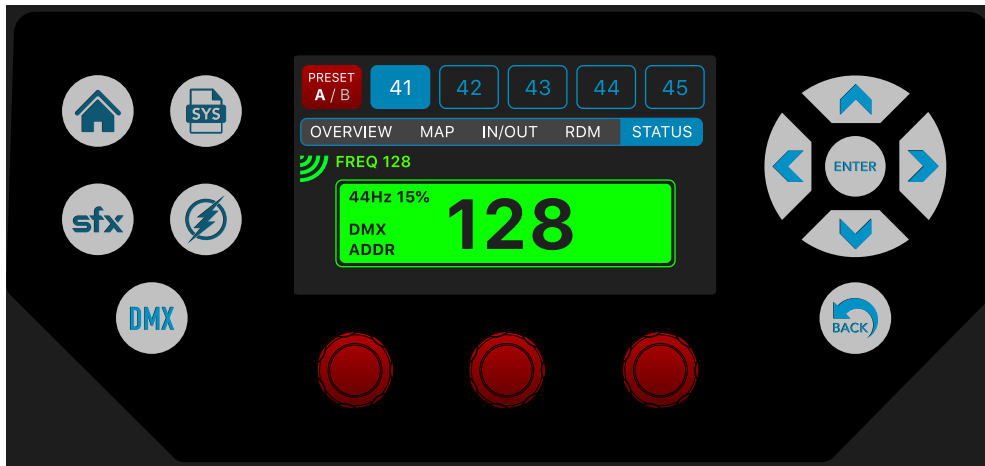 SYS
sfx
DMX
PRESET
A / B
41
42
43
44
45
OVERVIEW MAP IN/OUT RDM STATUS
FREQ 128
44Hz 15%
DMX
ADDR
128
ENTER
BACK